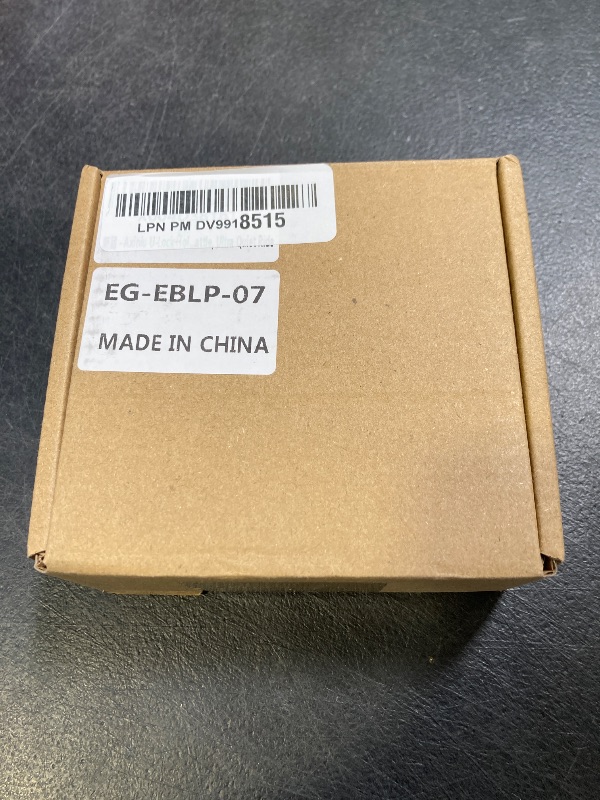 LPN PM DV9918515
EG-EBLP-07
MADE IN CHINA